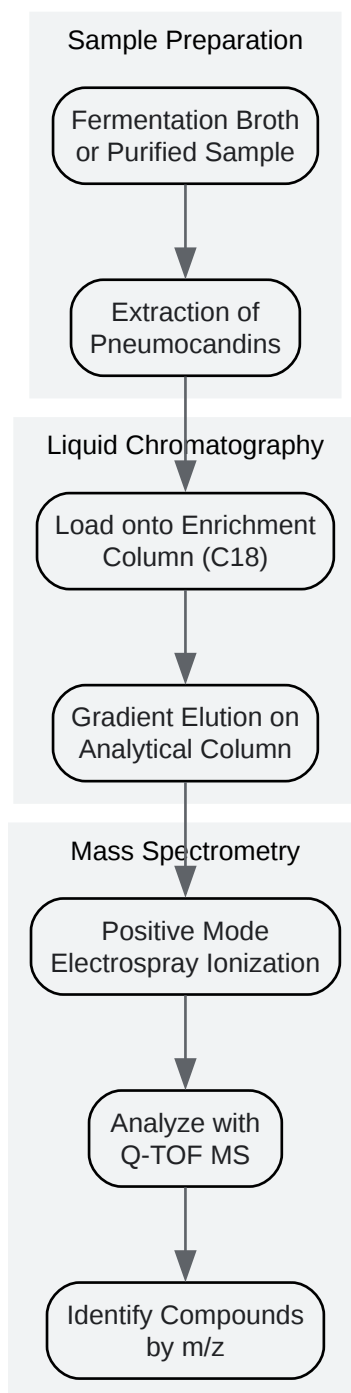 Sample Preparation
Fermentation Broth
or Purified Sample
Extraction of
Pneumocandins
Liquid Chromatography
Load onto Enrichment
Column (C18)
Gradient Elution on
Analytical Column
Mass Spectrometry
Positive Mode
Electrospray Ionization
Analyze with
Q-TOF MS
Identify Compounds
by m/z